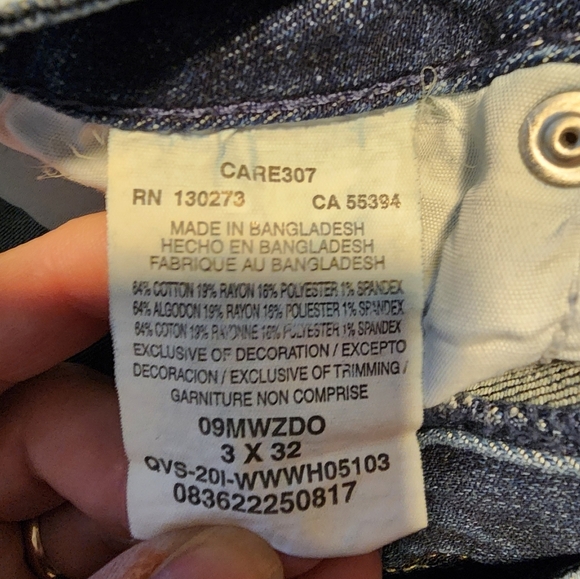 CARE307
RN 130273 CA 55394
MADE IN BANGLADESH
HECHO EN BANGLADESH
FABRIQUE AU BANGLADESH
64% COTTON 19% RAYON 16% POLYESTER 1% SPANDEX
64% ALGODON 19% RAYON 16% POLIESTER 1% SPANDEX
64% COTON 19% RAYONNE 16% POLYESTER 1% SPANDEX
EXCLUSIVE OF DECORATION / EXCEPTO
DECORACION / EXCLUSIVE OF TRIMMING /
GARNITURE NON COMPRISE
09MWZDO
3 X 32
QVS-20I-WWWH05103
083622250817